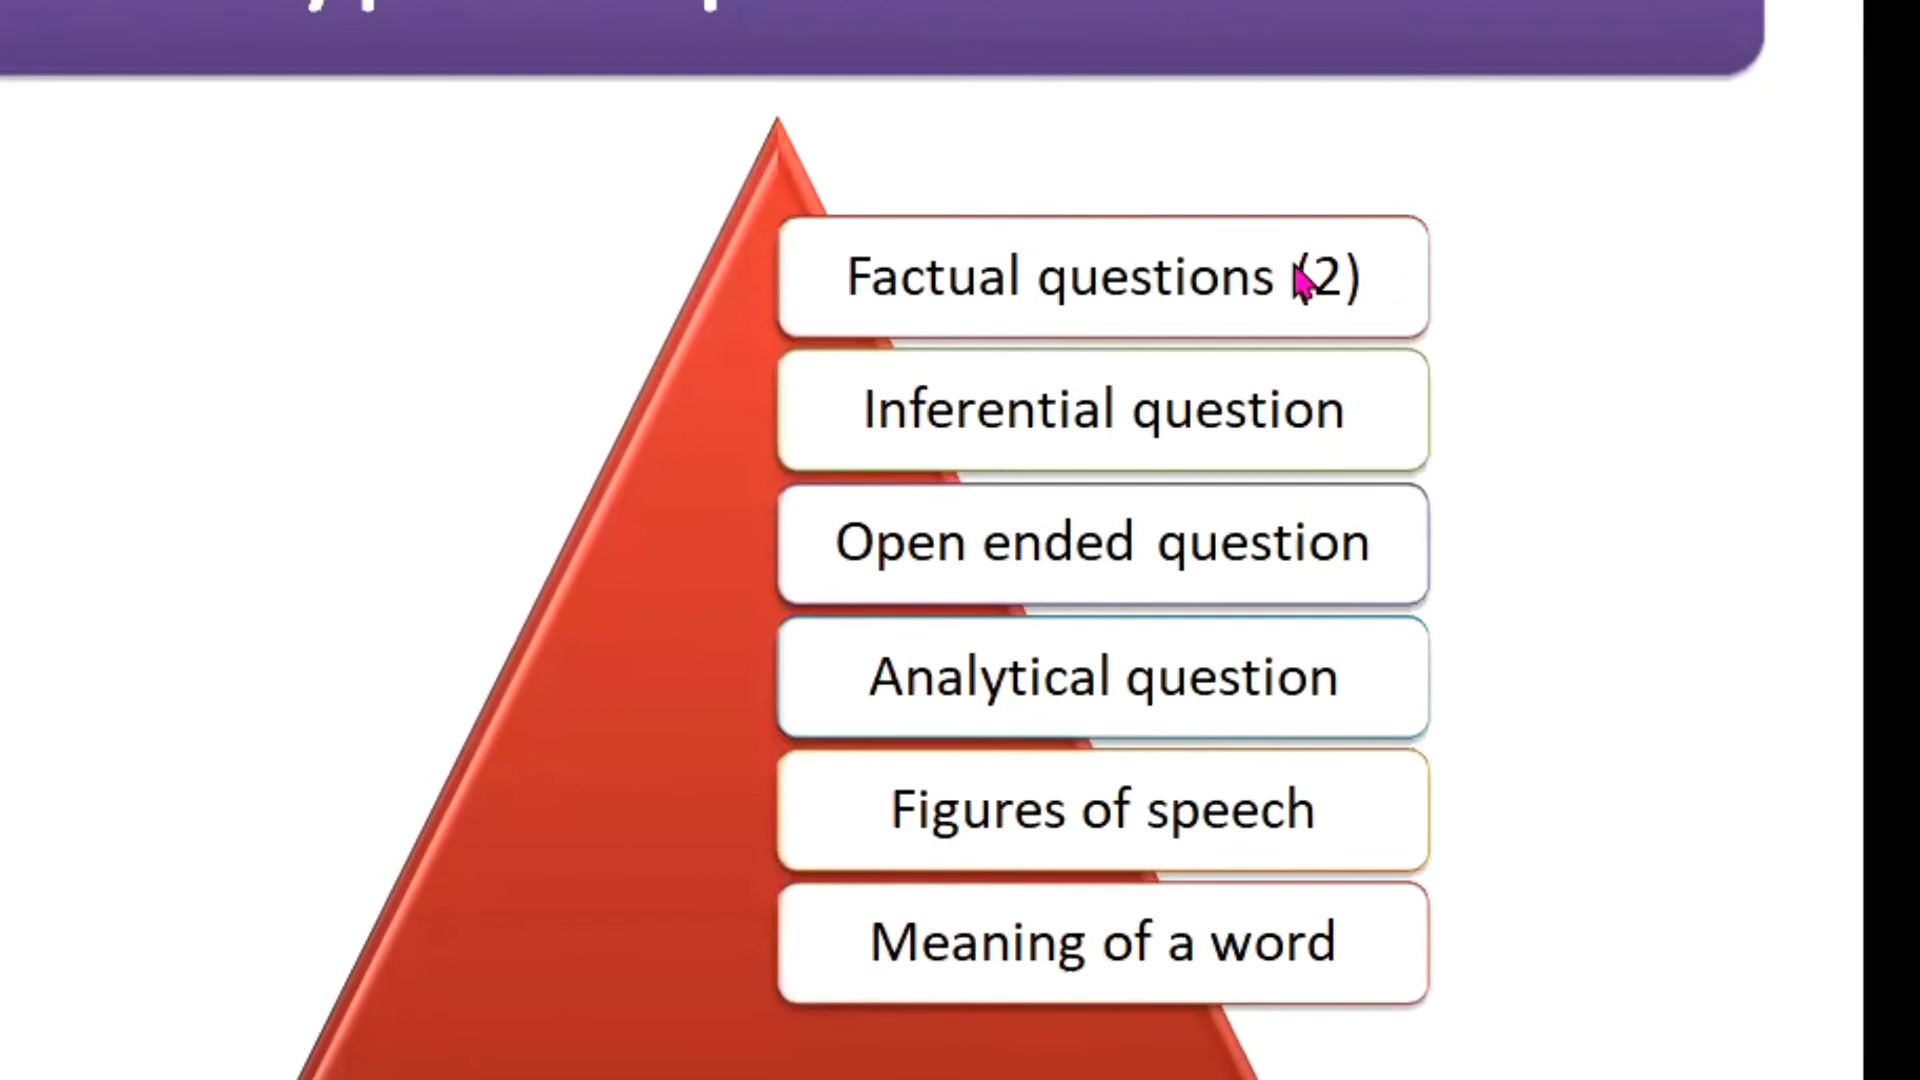 Factual questions (2)
Inferential question
Open ended question
Analytical question
Figures of speech
Meaning of a word